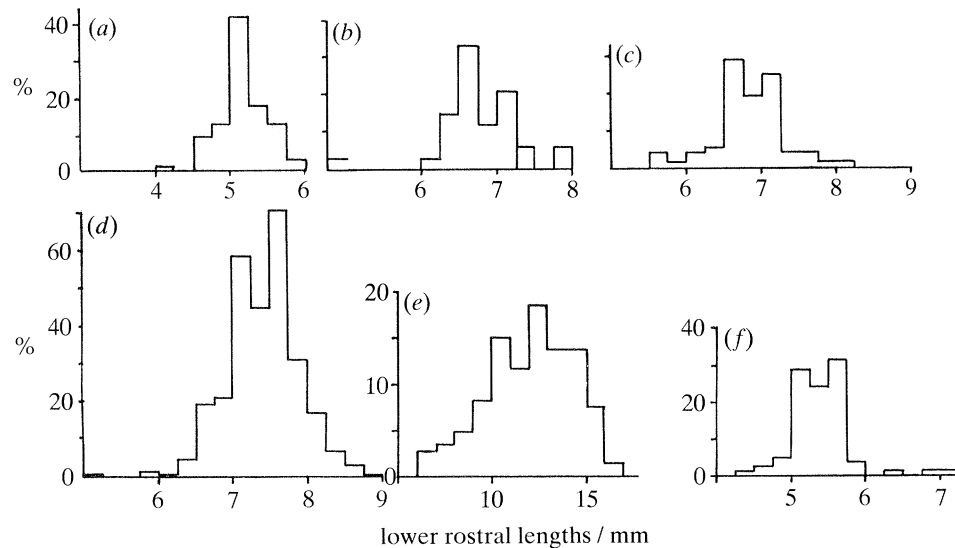 40 (a) (b) (c)
%
20
0
4 5 6 6 7 8 6 7 8 9
(d)
60
20 (e)
40 40 (f)
%
10
20 20
0 0 0
6 7 8 9 10 15 5 6 7
lower rostral lengths / mm